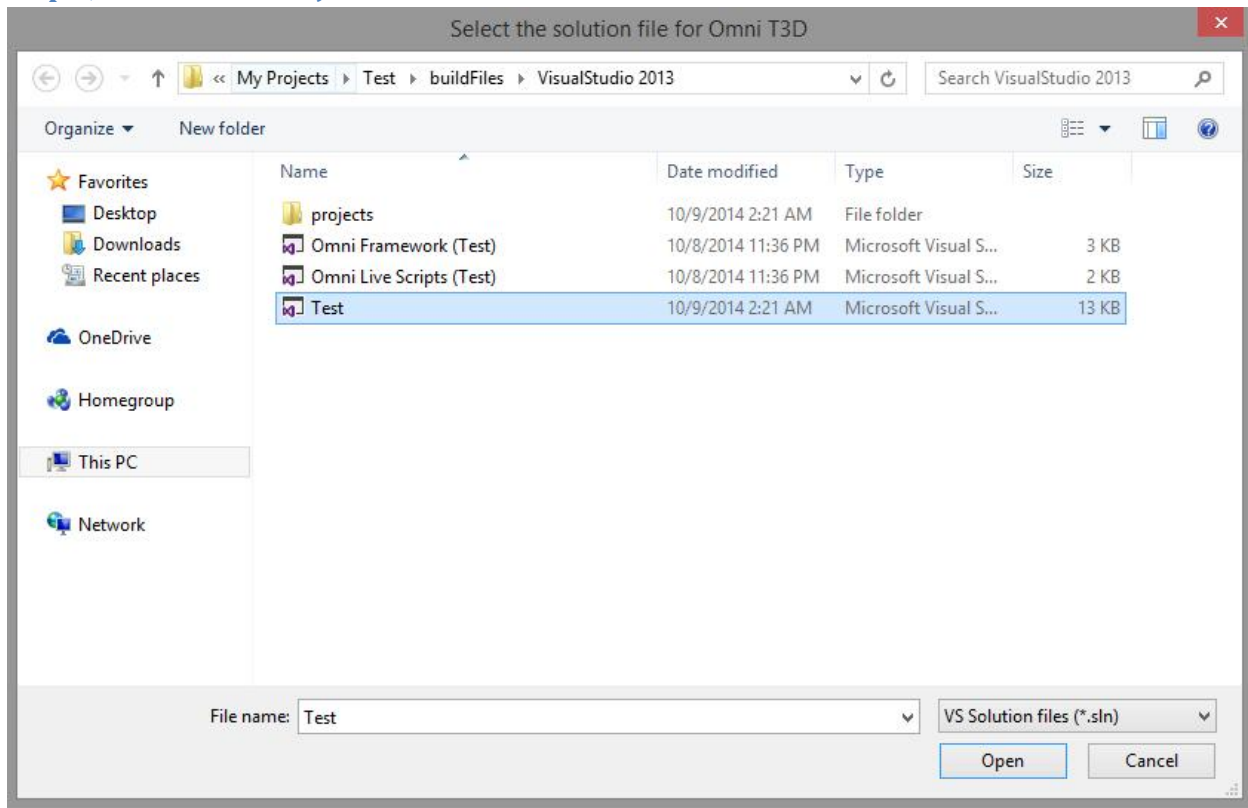 Select the solution file for Omni T3D
« My Projects Test buildFiles VisualStudio 2013 Search VisualStudio 2013
Organize New folder
Name Date modified Type Size
Favorites
Desktop projects 10/9/2014 2:21 AM File folder
Downloads Omni Framework (Test) 10/8/2014 11:36 PM Microsoft Visual S... 3 KB
Recent places Omni Live Scripts (Test) 10/8/2014 11:36 PM Microsoft Visual S... 2 KB
Test 10/9/2014 2:21 AM Microsoft Visual S... 13 KB
OneDrive
Homegroup
This PC
Network
File name: Test VS Solution files (*.sln)
Open Cancel